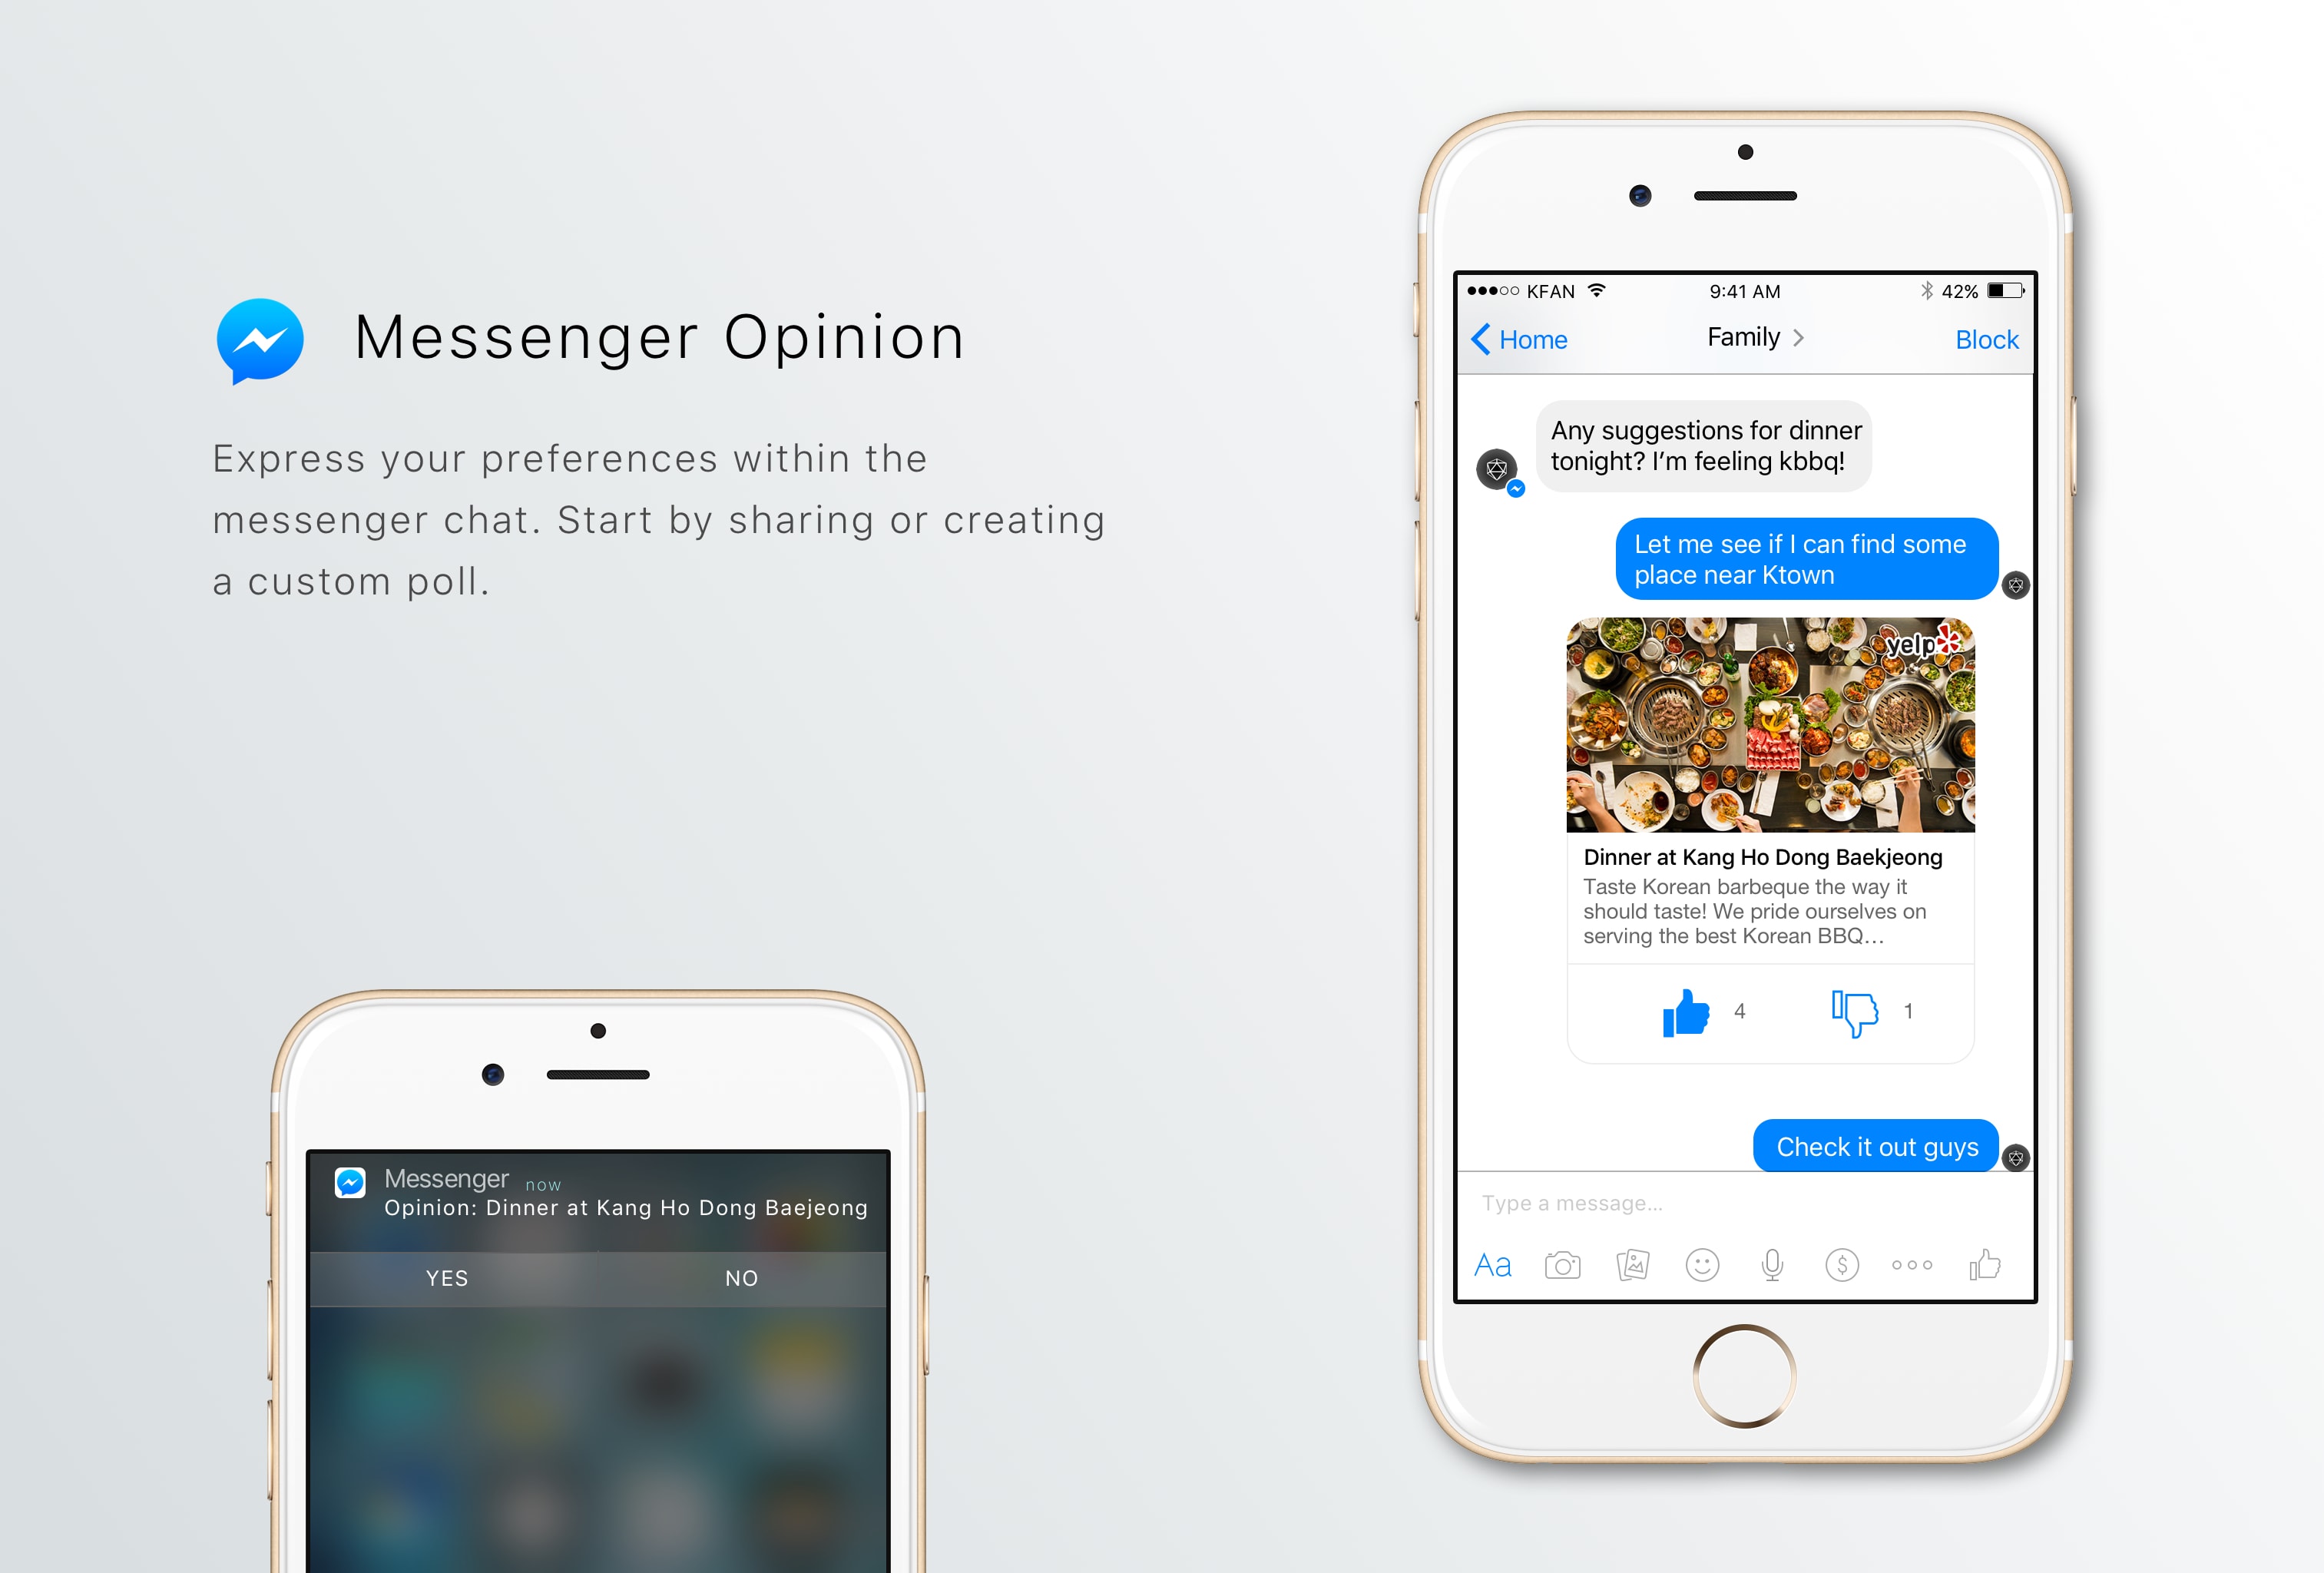 Messenger Opinion
Express your preferences within the
messenger chat. Start by sharing or creating
a custom poll.
Messenger now
Opinion: Dinner at Kang Ho Dong Baejeong
YES NO
KFAN 9:41 AM 42%
Home Family Block
Any suggestions for dinner
tonight? I’m feeling kbbq!
Let me see if I can find some
place near Ktown
yelp
Dinner at Kang Ho Dong Baekjeong
Taste Korean barbeque the way it
should taste! We pride ourselves on
serving the best Korean BBQ...
4 1
Check it out guys
Type a message...
Aa